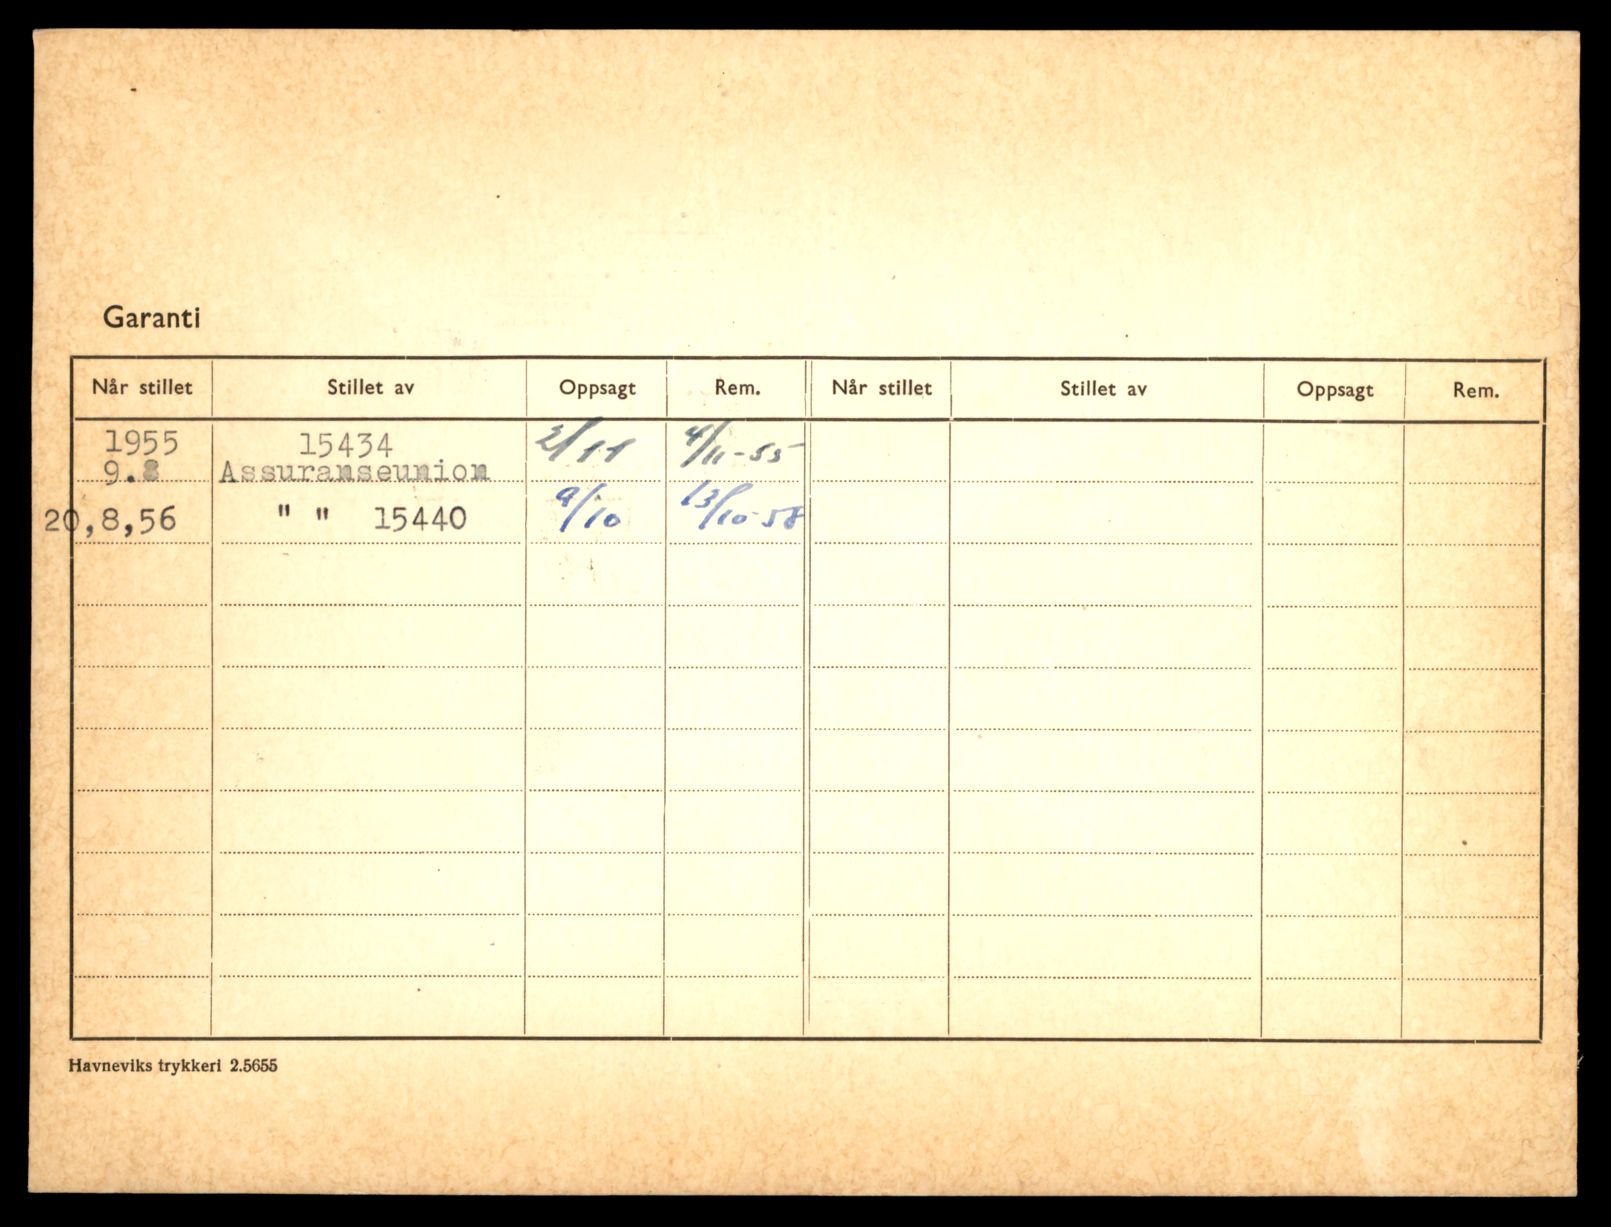 Garanti
Når stillet Stillet av Oppsagt Rem. Når stillet Stillet av Oppsagt Rem.
1955 15434 2/11 4/11-55
9.8 Assuranseunion
20,8,56 " " 15440 9/10 13/10-58
Havneviks trykkeri 2.5655